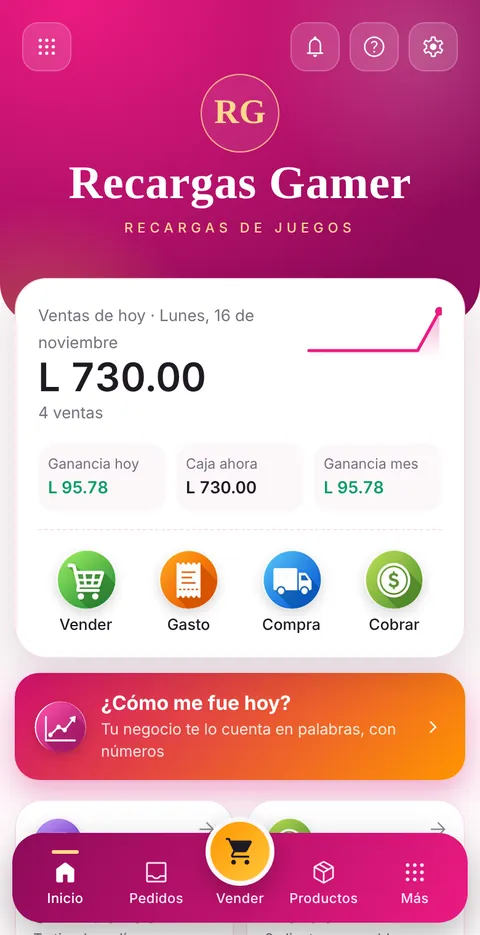 RG
Recargas Gamer
RECARGAS DE JUEGOS
Ventas de hoy · Lunes, 16 de
noviembre
L 730.00
4 ventas
Ganancia hoy
L 95.78
Caja ahora
L 730.00
Ganancia mes
L 95.78
Vender
Gasto
Compra
Cobrar
¿Cómo me fue hoy?
Tu negocio te lo cuenta en palabras, con
números
Inicio
Pedidos
Vender
Productos
Más